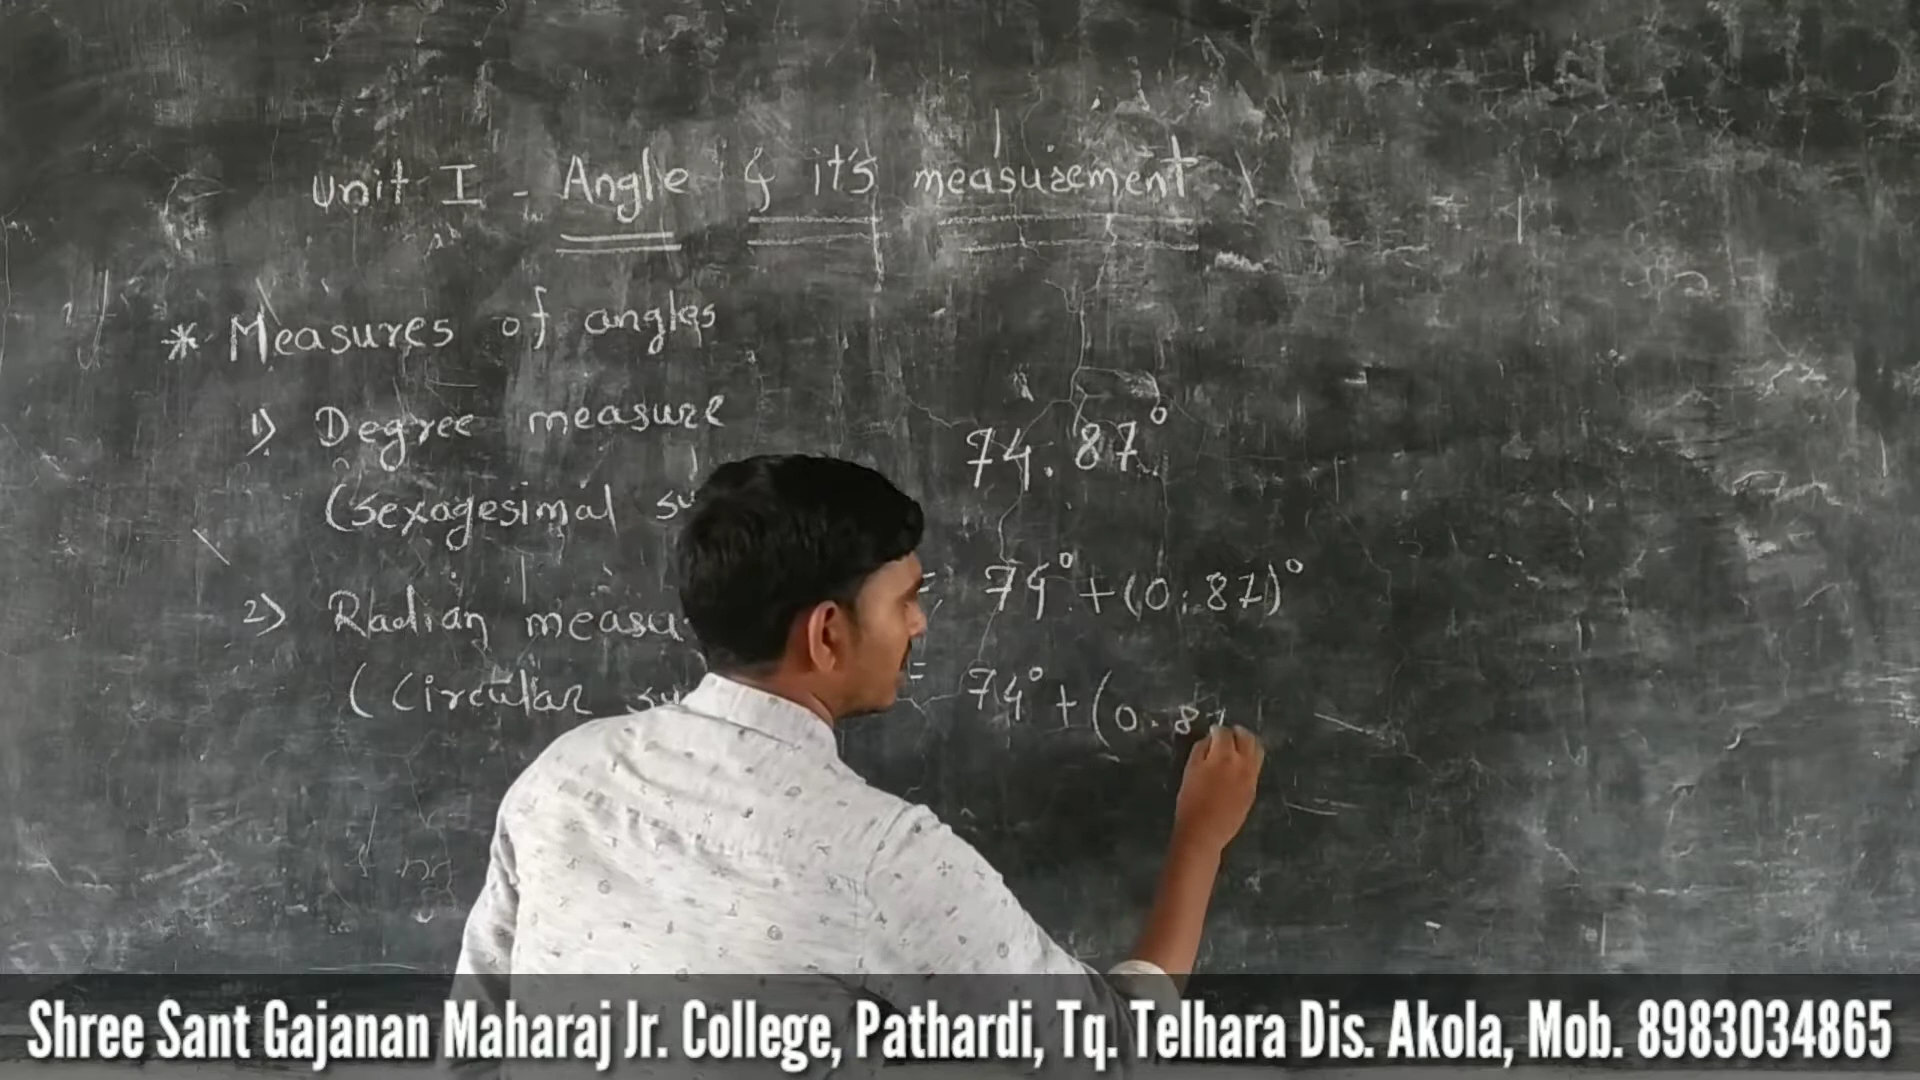 Unit I - Angle & it's measurement
* Measures of angles
1) Degree measure
(Sexagesimal
2) Radian
(Circular
74.87°
= 74° + (0.87)°
= 74° + (0.87
Shree Sant Gajanan Maharaj Jr. College, Pathardi, Tq. Telhara Dis. Akola, Mob. 8983034865